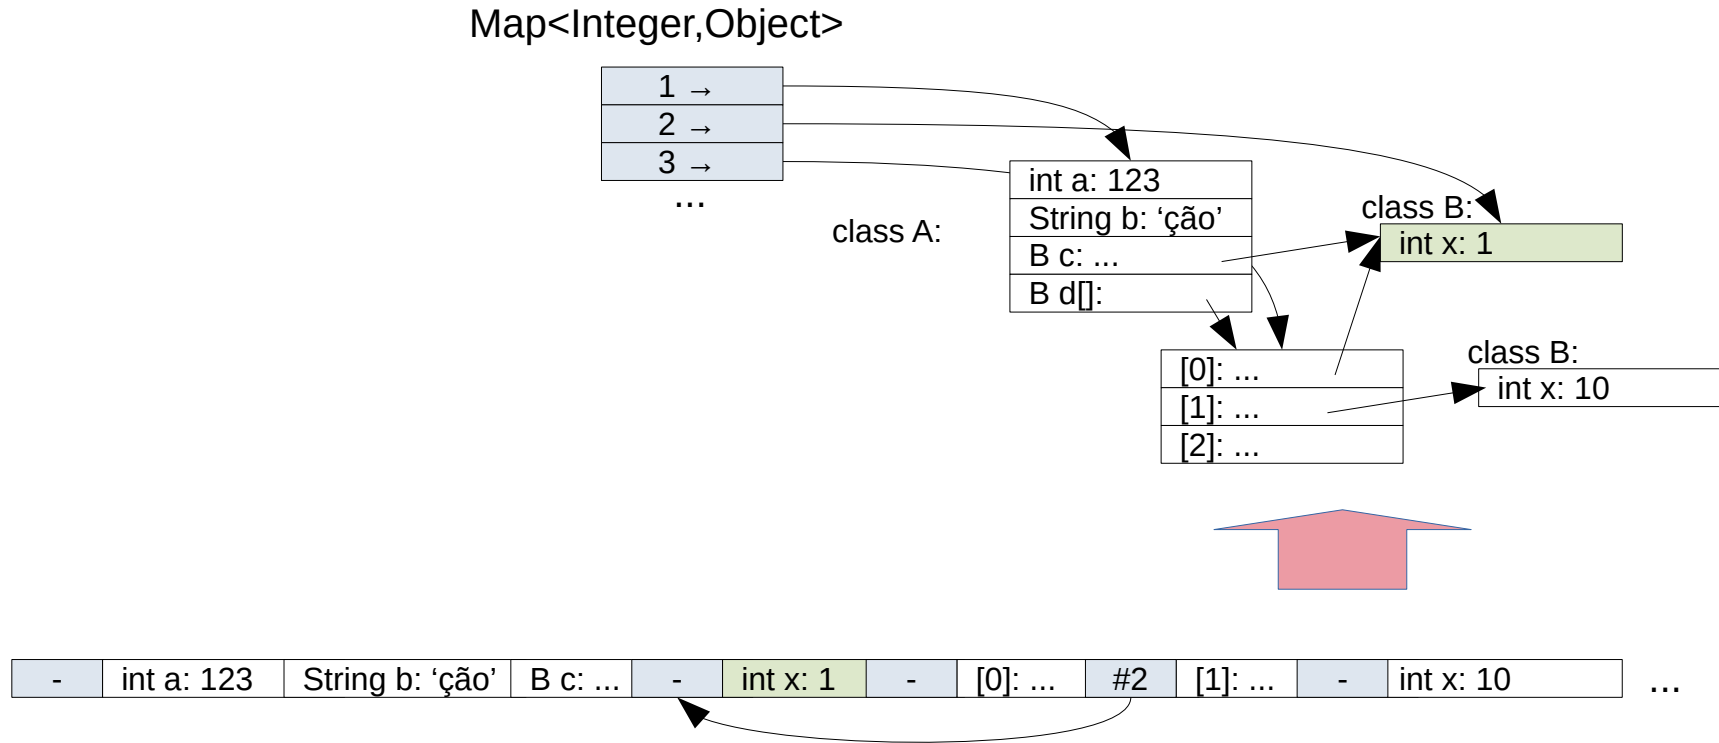 Map<Integer,Object>
1 →
2 →
3 →
...
class A:
int a: 123
String b: ‘ção’
B c: ...
B d[]:
class B:
int x: 1
[0]: ...
[1]: ...
[2]: ...
class B:
int x: 10
- int a: 123 String b: ‘ção’ B c: ... - int x: 1 - [0]: ... #2 [1]: ... - int x: 10 ...